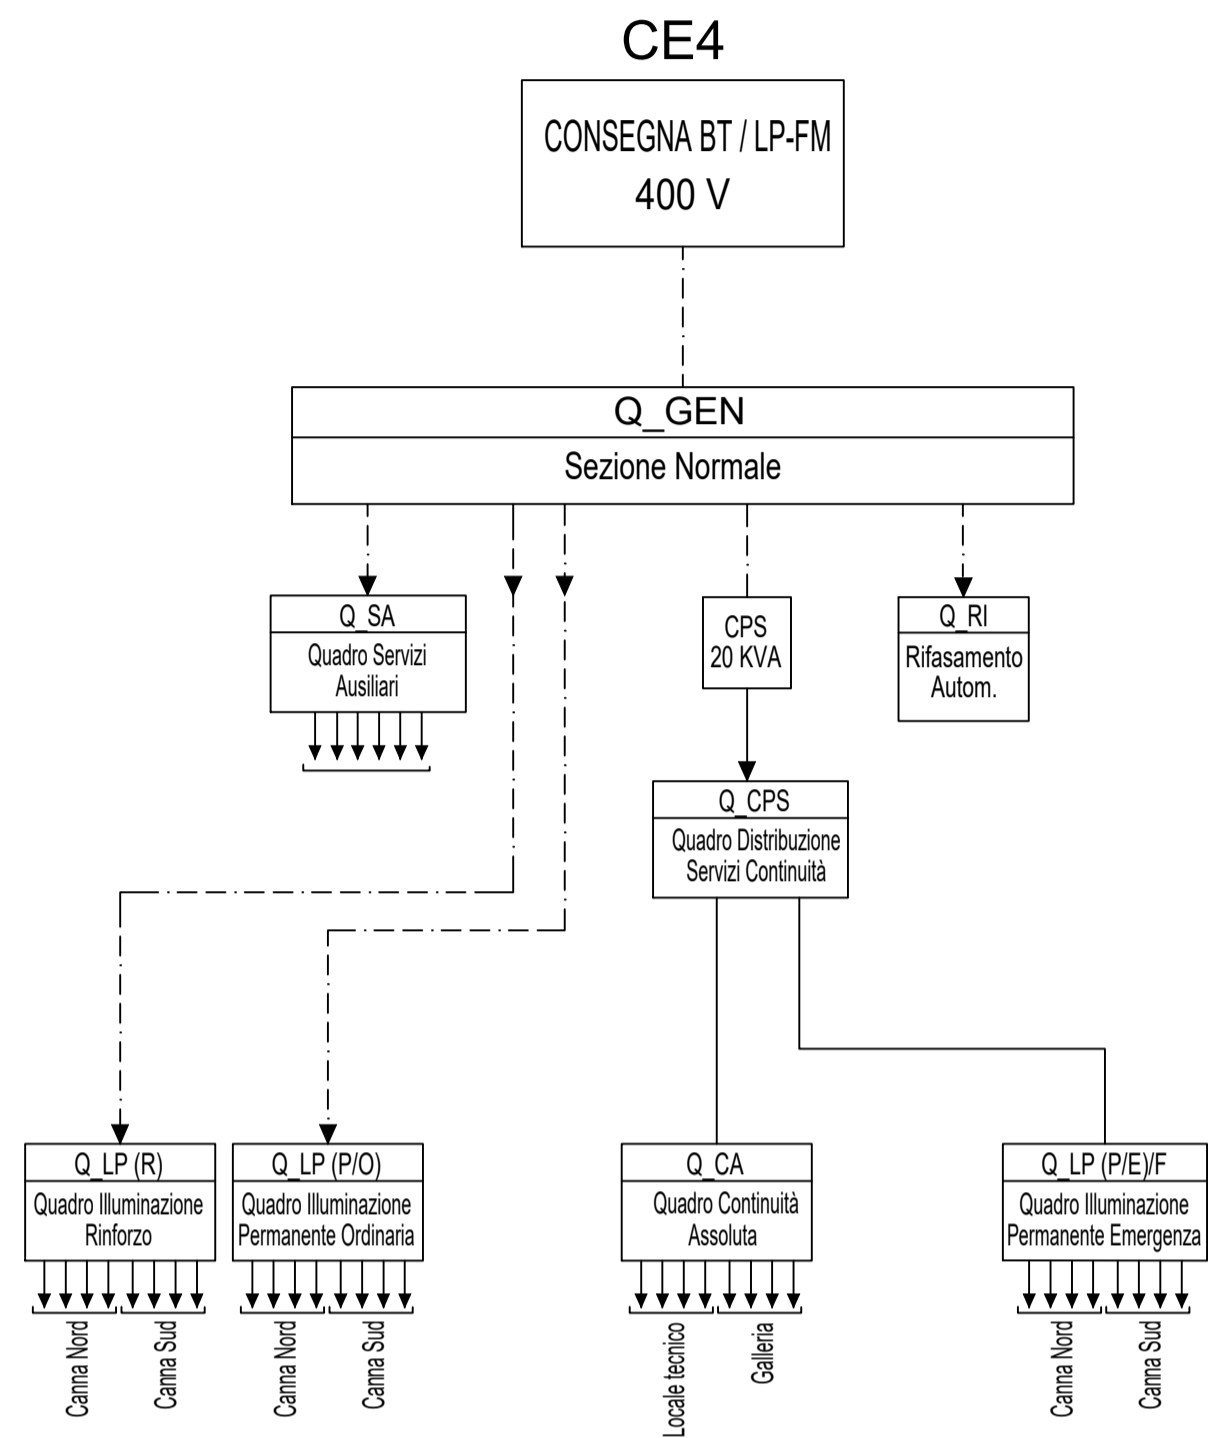 CE4
CONSEGNA BT / LP-FM
400 V
Q_GEN
Sezione Normale
Q_SA
Quadro Servizi
Ausiliari
CPS
20 KVA
Q_RI
Rifasamento
Autom.
Q_CPS
Quadro Distribuzione
Servizi Continuità
Q_LP (R)
Quadro Illuminazione
Rinforzo
Q_LP (P/O)
Quadro Illuminazione
Permanente Ordinaria
Q_CA
Quadro Continuità
Assoluta
Q_LP (P/E)/F
Quadro Illuminazione
Permanente Emergenza
Canna Nord
Canna Sud
Canna Nord
Canna Sud
Locale tecnico
Galleria
Canna Nord
Canna Sud